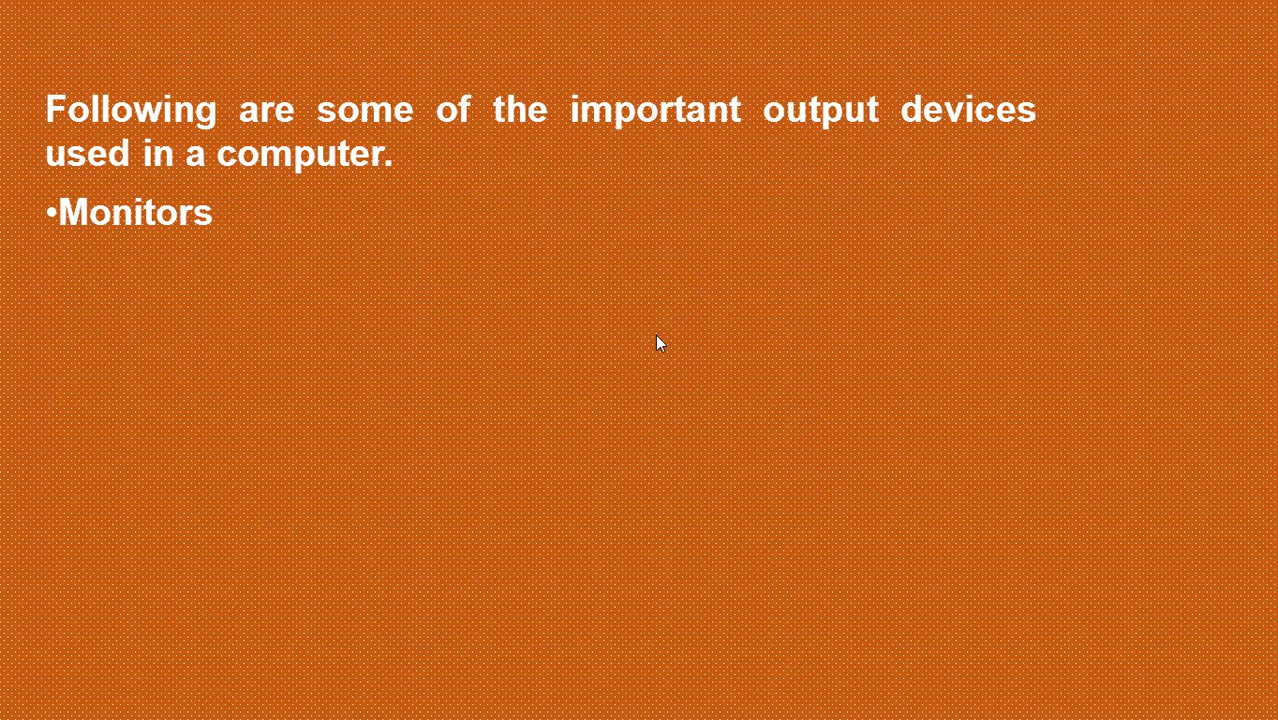 Following are some of the important output devices
used in a computer.
•Monitors